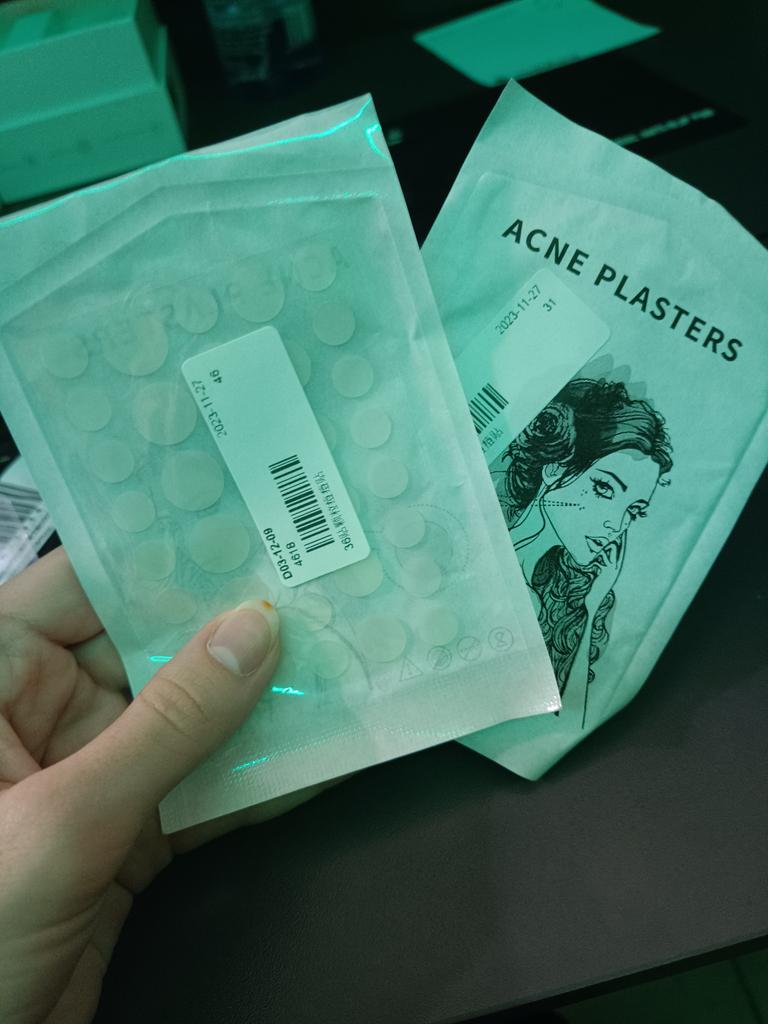 ACNE PLASTERS
2023-11-27
31
2023-11-27
46
D03-12-09
4618